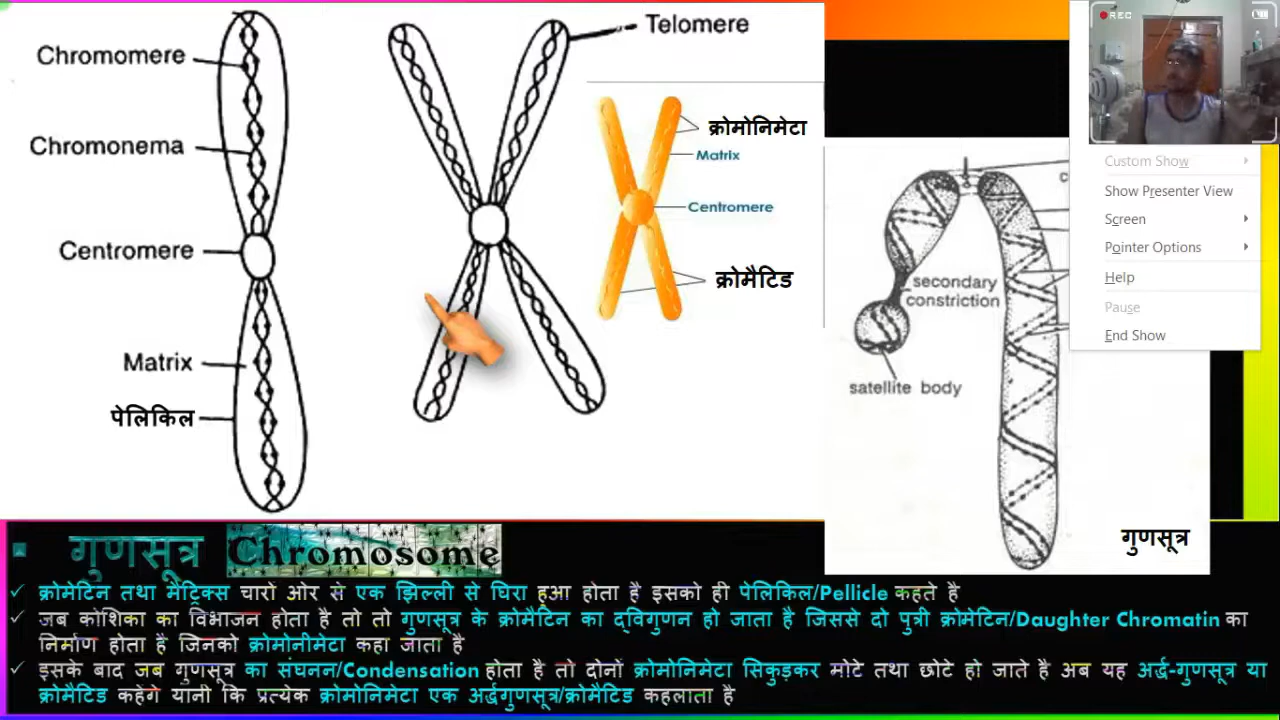 Chromomere
Chromonema
Centromere
Matrix
पेलिकिल
Telomere
क्रोमोनिमेटा
Matrix
Centromere
क्रोमैटिड
secondary
constriction
satellite body
गुणसूत्र
REC
Custom Show
Show Presenter View
Screen
Pointer Options
Help
Pause
End Show
गुणसूत्र Chromosome
क्रोमेटिन तथा मैट्रिक्स चारों ओर से एक झिल्ली से घिरा हुआ होता है इसको ही पेलिकिल/Pellicle कहते है
जब कोशिका का विभाजन होता है तो तो गुणसूत्र के क्रोमैटिन का द्विगुणन हो जाता है जिससे दो पुत्री क्रोमेटिन/Daughter Chromatin का
निर्माण होता है जिनको क्रोमोनीमेटा कहा जाता है
इसके बाद जब गुणसूत्र का संघनन/Condensation होता है तो दोनों क्रोमोनिमेटा सिकुड़कर मोटे तथा छोटे हो जाते है अब यह अर्द्ध-गुणसूत्र या
क्रोमैटिड कहेंगे यानी कि प्रत्येक क्रोमोनिमेटा एक अर्द्धगुणसूत्र/क्रोमैटिड कहलाता है